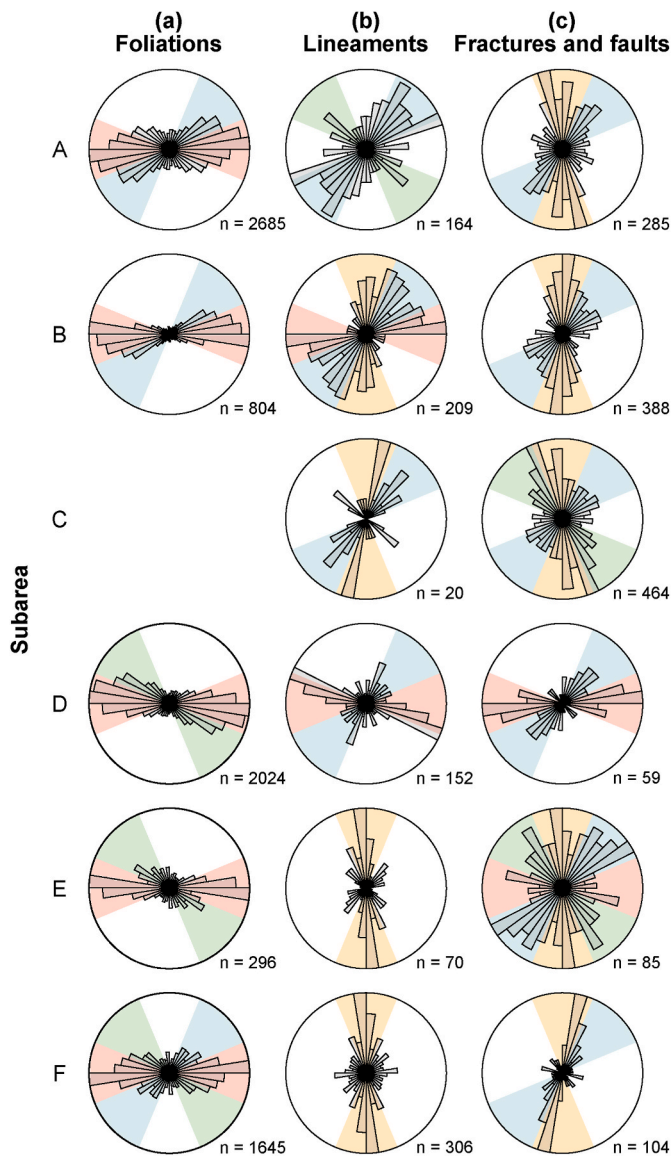 (a) (b) (c)
Foliations Lineaments Fractures and faults
A
n = 2685 n = 164 n = 285
B
n = 804 n = 209 n = 388
C
n = 20 n = 464
Subarea
D
n = 2024 n = 152 n = 59
E
n = 296 n = 70 n = 85
F
n = 1645 n = 306 n = 104